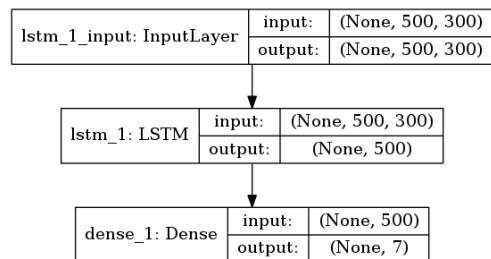 lstm_1_input: InputLayer
input: (None, 500, 300)
output: (None, 500, 300)
lstm_1: LSTM
input: (None, 500, 300)
output: (None, 500)
dense_1: Dense
input: (None, 500)
output: (None, 7)